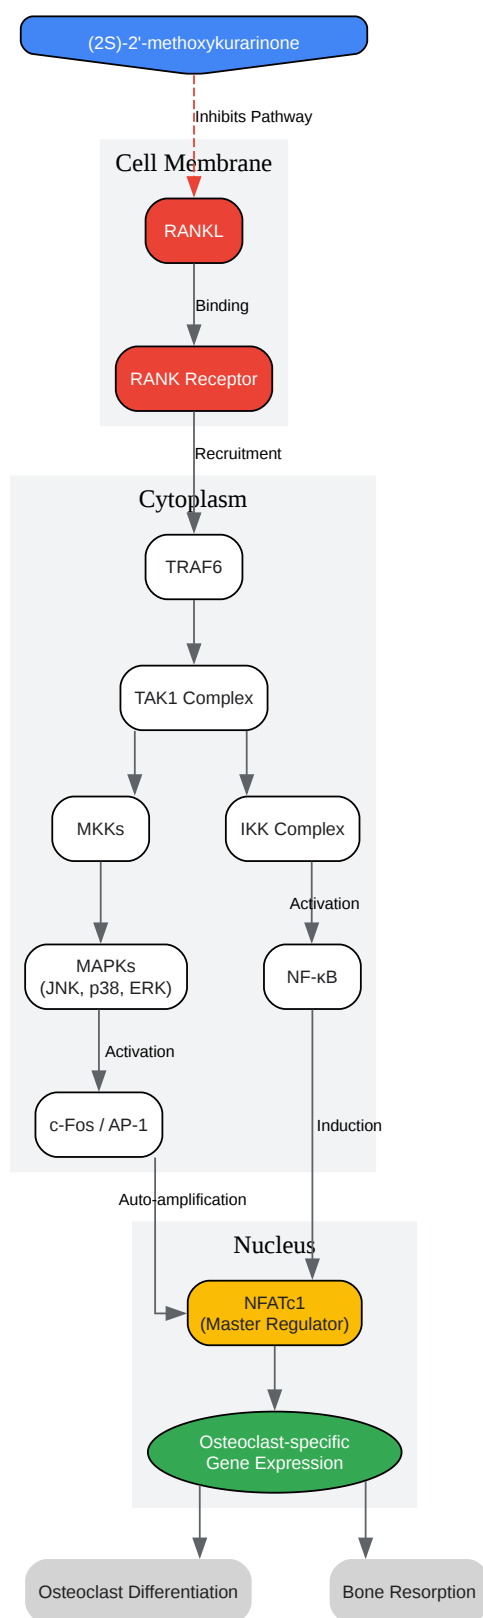 (2S)-2'-methoxykurarinone
Inhibits Pathway
Cell Membrane
RANKL
Binding
RANK Receptor
Recruitment
Cytoplasm
TRAF6
TAK1 Complex
MKKs
IKK Complex
Activation
MAPKs
(JNK, p38, ERK)
NF-κB
Activation
c-Fos / AP-1
Induction
Auto-amplification
Nucleus
NFATc1
(Master Regulator)
Osteoclast-specific
Gene Expression
Osteoclast Differentiation
Bone Resorption